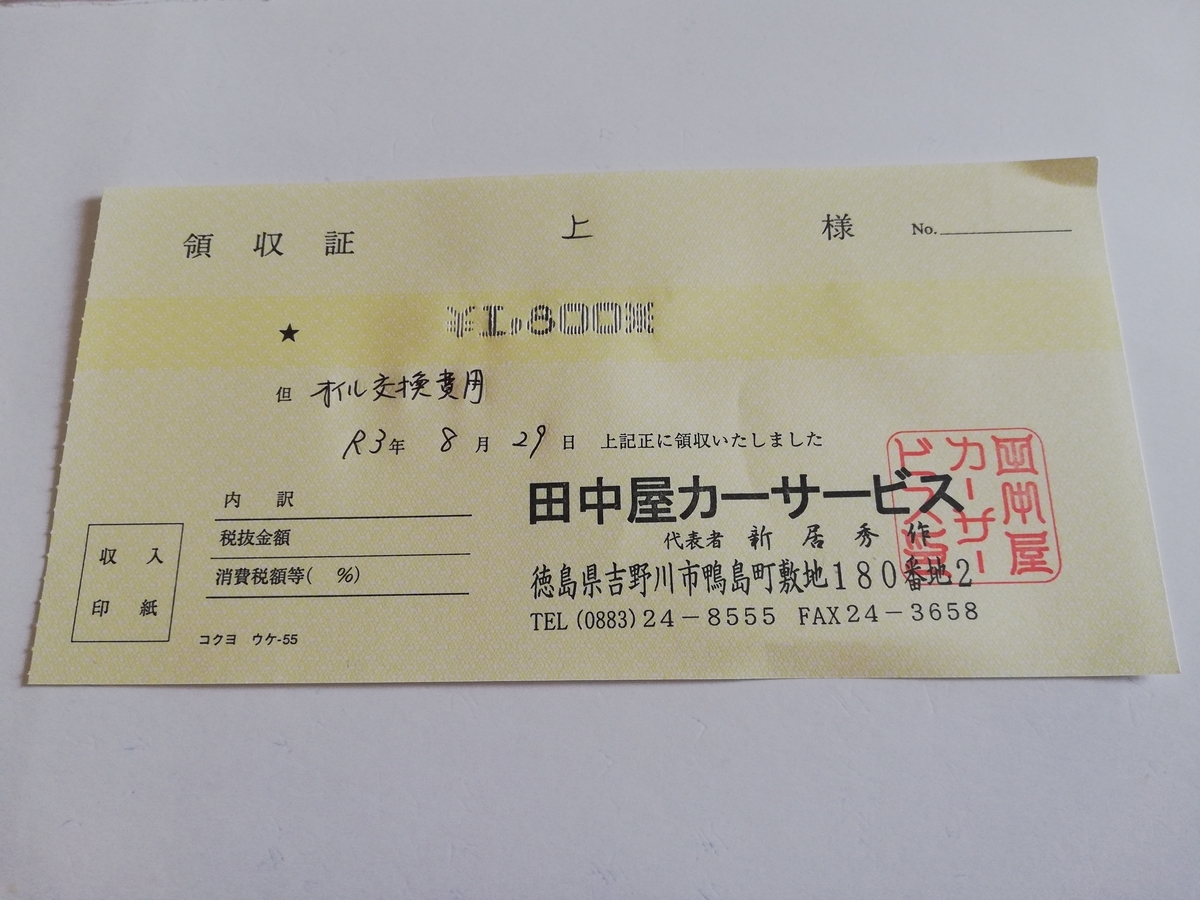 領収証 上 様 No.
★ ¥1,800※
但 オイル交換費用
R3年 8月 29日 上記正に領収いたしました
内訳
税抜金額
消費税額等( %)
収入
印紙
コクヨ ウケ-55
田中屋カーサービス
代表者 新居秀作
徳島県吉野川市鴨島町敷地180番地2
TEL (0883) 24-8555 FAX 24-3658
田中屋
カーサー
ビス